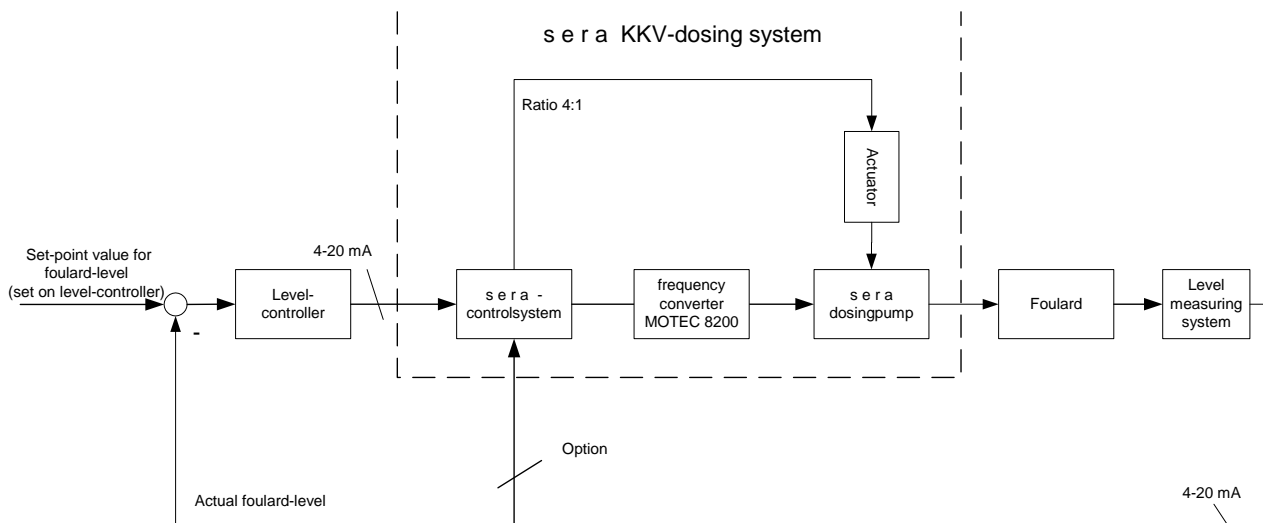 s e r a KKV-dosing system
Ratio 4:1
Actuator
Set-point value for
foulard-level
(set on level-controller)
4-20 mA
Level-
controller
s e r a -
controlsystem
frequency
converter
MOTEC 8200
s e r a
dosingpump
Foulard
Level
measuring
system
-
Option
Actual foulard-level
4-20 mA